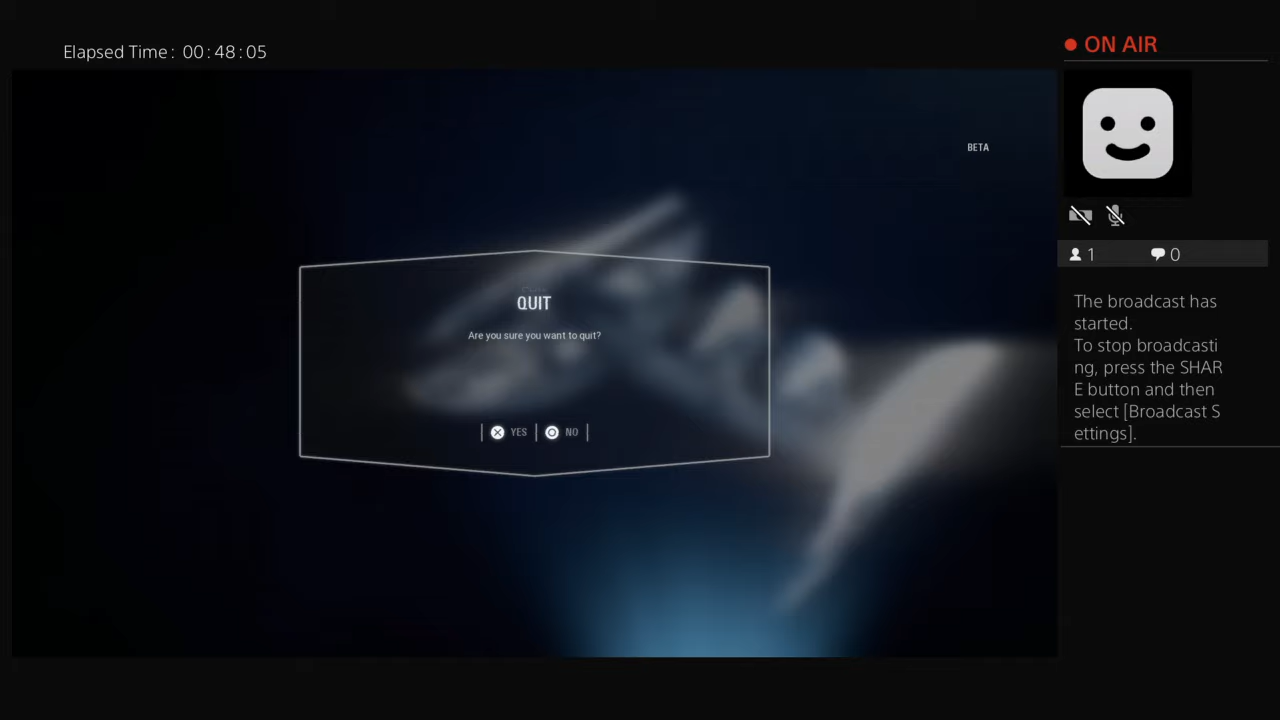 Elapsed Time: 00:48:05
ON AIR
BETA
1 0
QUIT
Are you sure you want to quit?
YES NO
The broadcast has
started.
To stop broadcasti
ng, press the SHAR
E button and then
select [Broadcast S
ettings].